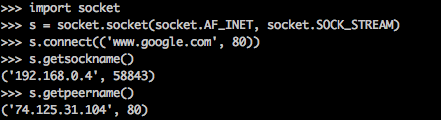 >>> import socket
>>> s = socket.socket(socket.AF_INET, socket.SOCK_STREAM)
>>> s.connect(('www.google.com', 80))
>>> s.getsockname()
('192.168.0.4', 58843)
>>> s.getpeername()
('74.125.31.104', 80)